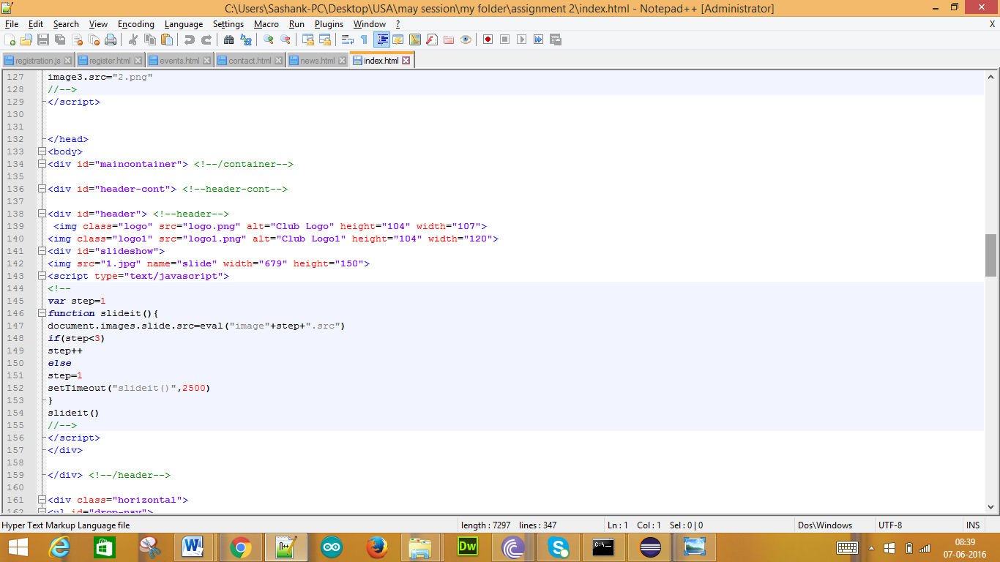 C:\Users\Sashank-PC\Desktop\USA\may session\my folder\assignment 2\index.html - Notepad++ [Administrator]
File Edit Search View Encoding Language Settings Macro Run Plugins Window ? X
registration.js register.html events.html contact.html news.html index.html
127 image3.src="2.png"
128 //-->
129 </script>
130
131
132 </head>
133 <body>
134 <div id="maincontainer"> <!--/container-->
135
136 <div id="header-cont"> <!--header-cont-->
137
138 <div id="header"> <!--header-->
139 <img class="logo" src="logo.png" alt="Club Logo" height="104" width="107">
140 <img class="logo1" src="logo1.png" alt="Club Logo1" height="104" width="120">
141 <div id="slideshow">
142 <img src="1.jpg" name="slide" width="679" height="150">
143 <script type="text/javascript">
144 <!--
145 var step=1
146 function slideit(){
147 document.images.slide.src=eval("image"+step+".src")
148 if(step<3)
149 step++
150 else
151 step=1
152 setTimeout("slideit()",2500)
153 }
154 slideit()
155 //-->
156 </script>
157 </div>
158
159 </div> <!--/header-->
160
161 <div class="horizontal">
162 <ul id="drop-nav">
Hyper Text Markup Language file length : 7297 lines : 347 Ln : 1 Col : 1 Sel : 0 | 0 Dos\Windows UTF-8 INS
08:39
07-06-2016